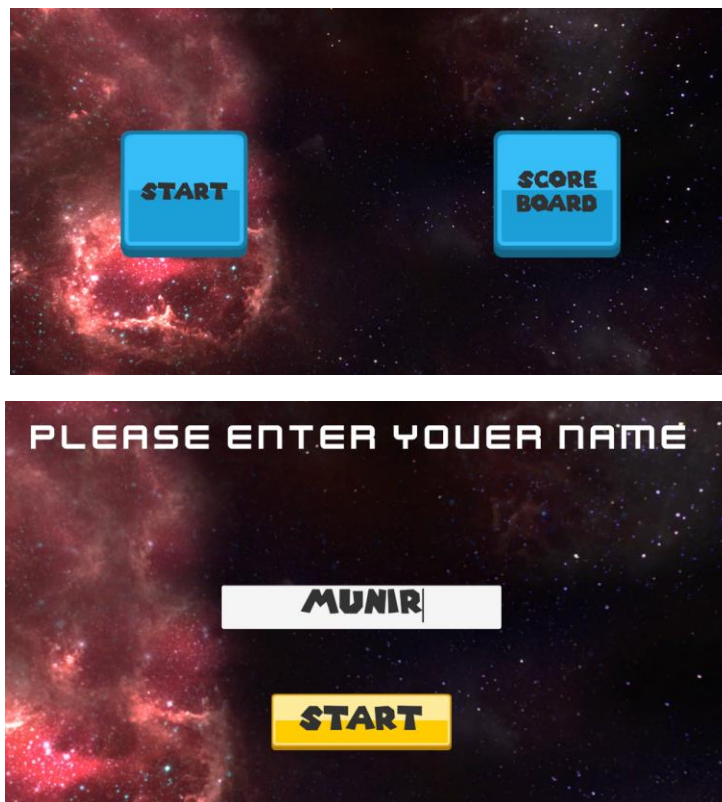 START
SCORE
BOARD
PLEASE ENTER YOUER NAME
MUNIR
START